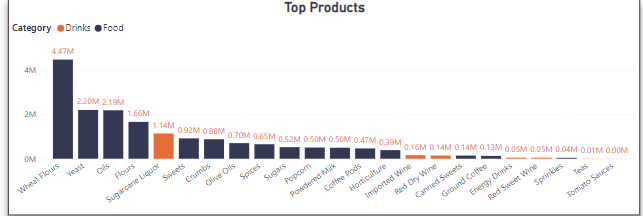 Top Products
Category Drinks Food
4.47M
2.20M 2.19M
1.66M
1.14M 0.92M 0.88M 0.70M 0.65M 0.52M 0.50M 0.50M 0.47M 0.39M 0.16M 0.14M 0.14M 0.13M 0.05M 0.05M 0.04M 0.01M 0.00M
4M
2M
0M
Wheat Flours
Yeast
Oils
Flours
Sugarcane Liquor
Sweets
Crumbs
Olive Oils
Spices
Sugars
Popcorn
Powdered Milk
Coffee Pods
Horticulture
Imported Wine
Red Dry Wine
Canned Sweets
Ground Coffee
Energy Drinks
Red Sweet Wine
Sprinkles
Teas
Tomato Sauces